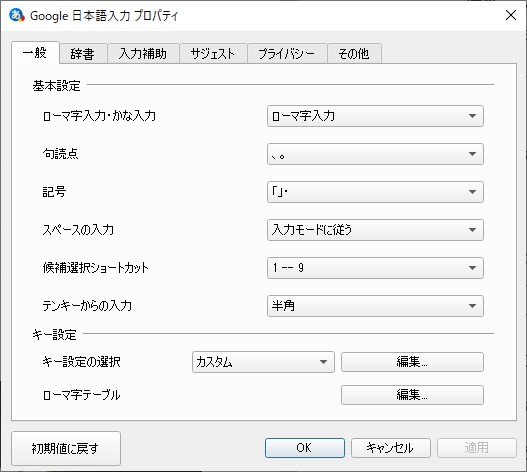 Google 日本語入力 プロパティ
一般 辞書 入力補助 サジェスト プライバシー その他
基本設定
ローマ字入力・かな入力 ローマ字入力
句読点 、。
記号 「」・
スペースの入力 入力モードに従う
候補選択ショートカット 1 -- 9
テンキーからの入力 半角
キー設定
キー設定の選択 カスタム 編集...
ローマ字テーブル 編集...
初期値に戻す OK キャンセル 適用